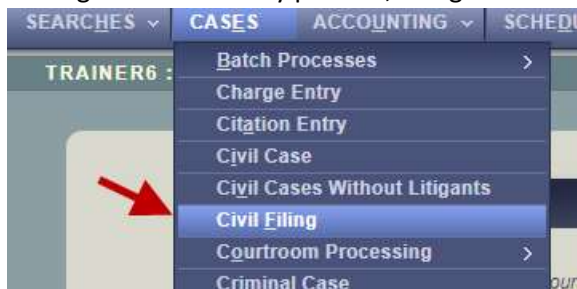 SEARCHES CASES ACCOUNTING
TRAINER6 :
Batch Processes >
Charge Entry
Citation Entry
Civil Case
Civil Cases Without Litigants
Civil Filing
Courtroom Processing >
Criminal Case